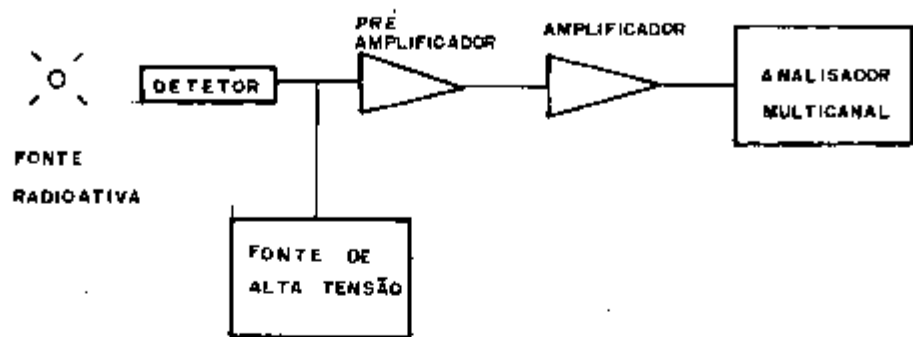 PRÉ
AMPLIFICADOR
AMPLIFICADOR
DETETOR
ANALISADOR
MULTICANAL
FONTE
RADIOATIVA
FONTE DE
ALTA TENSÃO